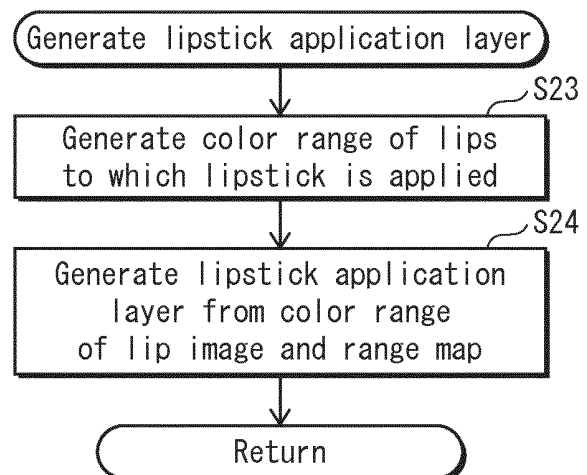 Generate lipstick application layer
S23
Generate color range of lips
to which lipstick is applied
S24
Generate lipstick application
layer from color range
of lip image and range map
Return